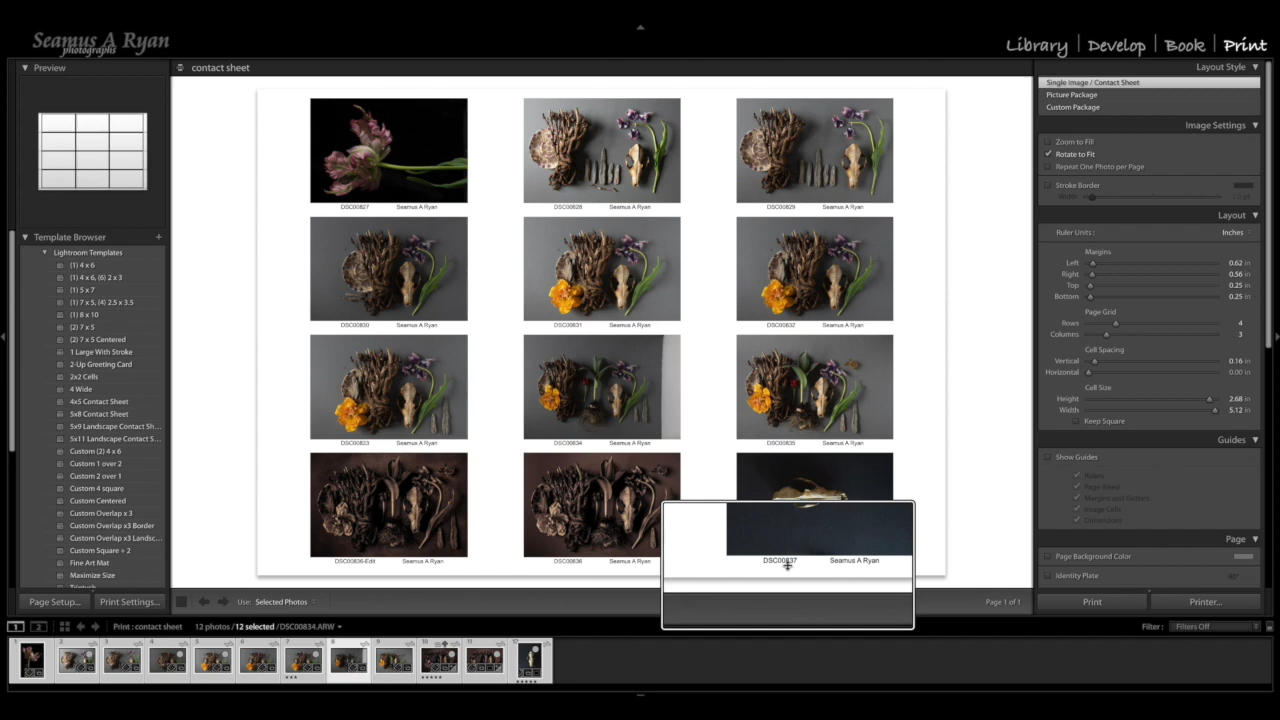 Seamus A Ryan
photographs
Library | Develop | Book | Print
Preview
contact sheet
Layout Style
Single Image / Contact Sheet
Picture Package
Custom Package
Image Settings
Zoom to Fill
Rotate to Fit
Repeat One Photo per Page
Stroke Border
Width
Layout
Ruler Units :
Inches
Margins
Left 0.62 in
Right 0.56 in
Top 0.25 in
Bottom 0.25 in
Page Grid
Rows 4
Columns 3
Cell Spacing
Vertical 0.16 in
Horizontal 0.00 in
Cell Size
Height 2.68 in
Width 5.12 in
Keep Square
Guides
Show Guides
Rulers
Page Bleed
Margins and Gutters
Image Cells
Dimensions
Page
Page Background Color
Identity Plate
Print
Printer...
Template Browser +
Lightroom Templates
(1) 4 x 6
(1) 4 x 6, (6) 2 x 3
(1) 5 x 7
(1) 7 x 5, (4) 2.5 x 3.5
(1) 8 x 10
(2) 7 x 5
(2) 7 x 5 Centered
1 Large With Stroke
2-Up Greeting Card
2x2 Cells
4 Wide
4x5 Contact Sheet
5x8 Contact Sheet
5x9 Landscape Contact Sh...
5x11 Landscape Contact S...
Custom (2) 4 x 6
Custom 1 over 2
Custom 2 over 1
Custom 4 square
Custom Centered
Custom Overlap x 3
Custom Overlap x3 Border
Custom Overlap x3 Landsc...
Custom Square + 2
Fine Art Mat
Maximize Size
Page Setup...
Print Settings...
DSC00827 Seamus A Ryan
DSC00828 Seamus A Ryan
DSC00829 Seamus A Ryan
DSC00830 Seamus A Ryan
DSC00831 Seamus A Ryan
DSC00832 Seamus A Ryan
DSC00833 Seamus A Ryan
DSC00834 Seamus A Ryan
DSC00835 Seamus A Ryan
DSC00836-Edit Seamus A Ryan
DSC00836 Seamus A Ryan
DSC00837 Seamus A Ryan
Use: Selected Photos
Page 1 of 1
1 2
Print : contact sheet
12 photos / 12 selected / DSC00834.ARW
Filter : Filters Off